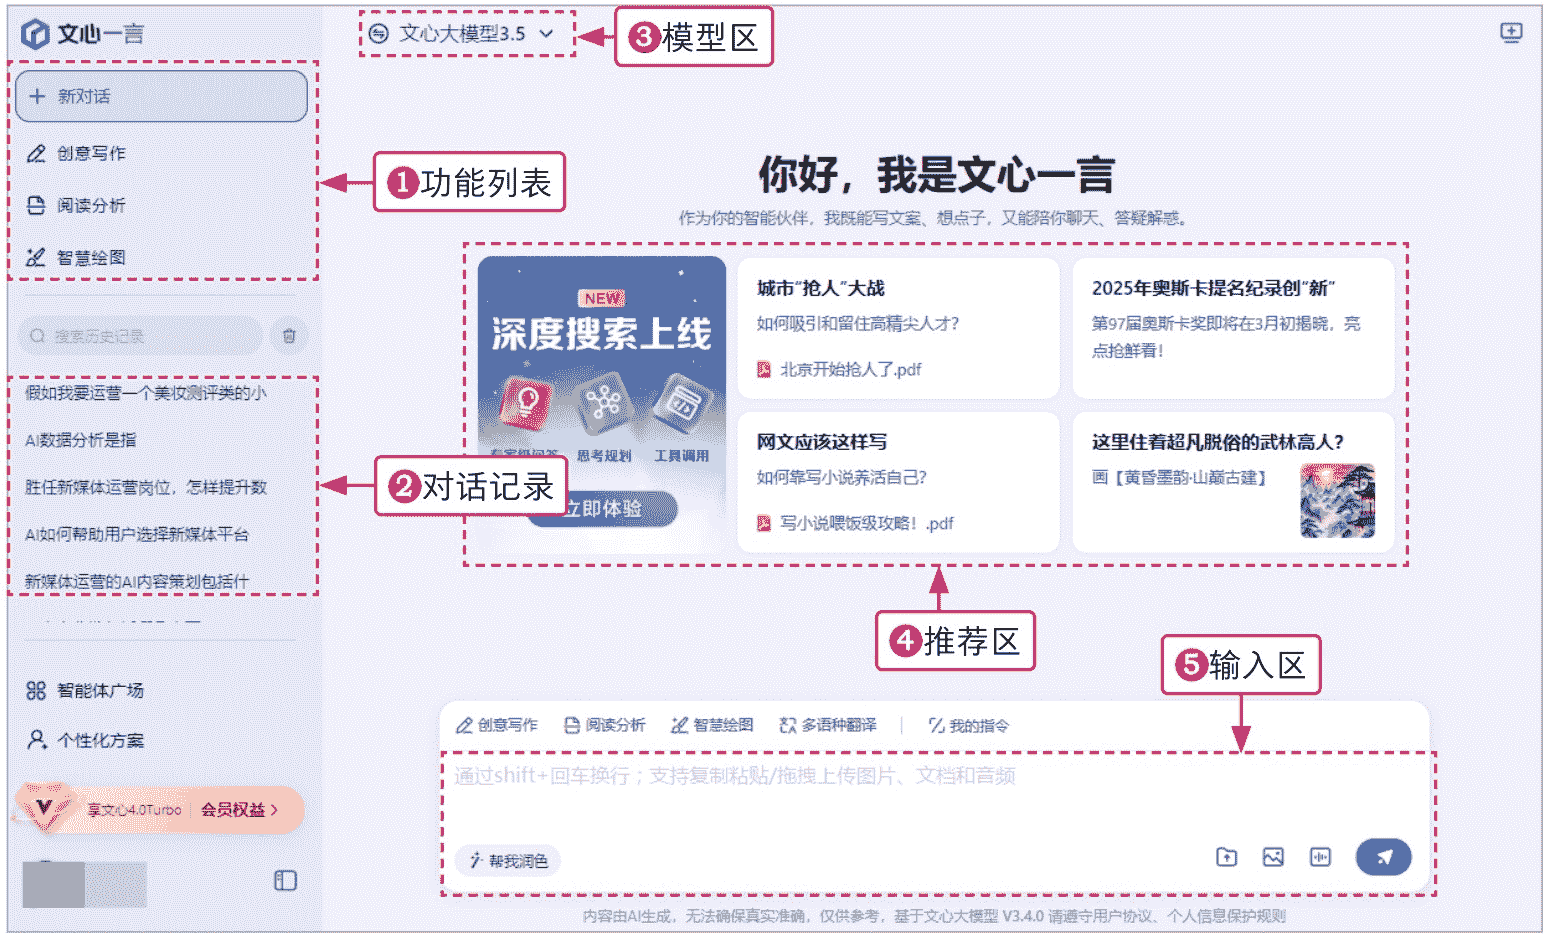 文心一言
文心大模型3.5
③模型区
新对话
创意写作
阅读分析
智慧绘图
①功能列表
搜索历史记录
假如我要运营一个美妆测评类的小
AI数据分析是指
胜任新媒体运营岗位，怎样提升数
AI如何帮助用户选择新媒体平台
新媒体运营的AI内容策划包括什
②对话记录
智能体广场
个性化方案
享文心4.0Turbo
会员权益
你好，我是文心一言
作为你的智能伙伴，我既能写文案、想点子，又能陪你聊天、答疑解惑。
NEW
深度搜索上线
思考规划
工具调用
立即体验
城市“抢人”大战
如何吸引和留住高精尖人才？
北京开始抢人了.pdf
2025年奥斯卡提名纪录创“新”
第97届奥斯卡奖即将在3月初揭晓，亮
点抢鲜看！
网文应该这样写
如何靠写小说养活自己？
写小说喂饭级攻略！.pdf
这里住着超凡脱俗的武林高人？
画【黄昏墨韵·山巅古建】
④推荐区
⑤输入区
创意写作
阅读分析
智慧绘图
多语种翻译
我的指令
通过shift+回车换行；支持复制粘贴/拖拽上传图片、文档和音频
帮我润色
内容由AI生成，无法确保真实准确，仅供参考，基于文心大模型 V3.4.0 请遵守用户协议、个人信息保护规则